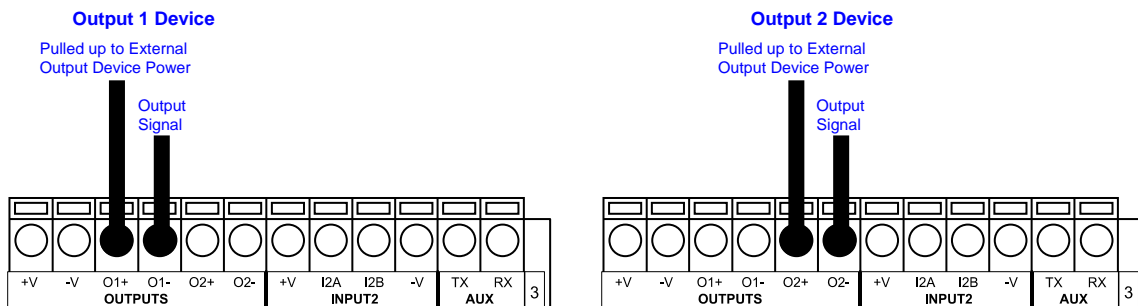 Output 1 Device
Pulled up to External
Output Device Power
Output
Signal
+V -V O1+ O1- O2+ O2- +V I2A I2B -V TX RX
OUTPUTS INPUT2 AUX 3
Output 2 Device
Pulled up to External
Output Device Power
Output
Signal
+V -V O1+ O1- O2+ O2- +V I2A I2B -V TX RX
OUTPUTS INPUT2 AUX 3